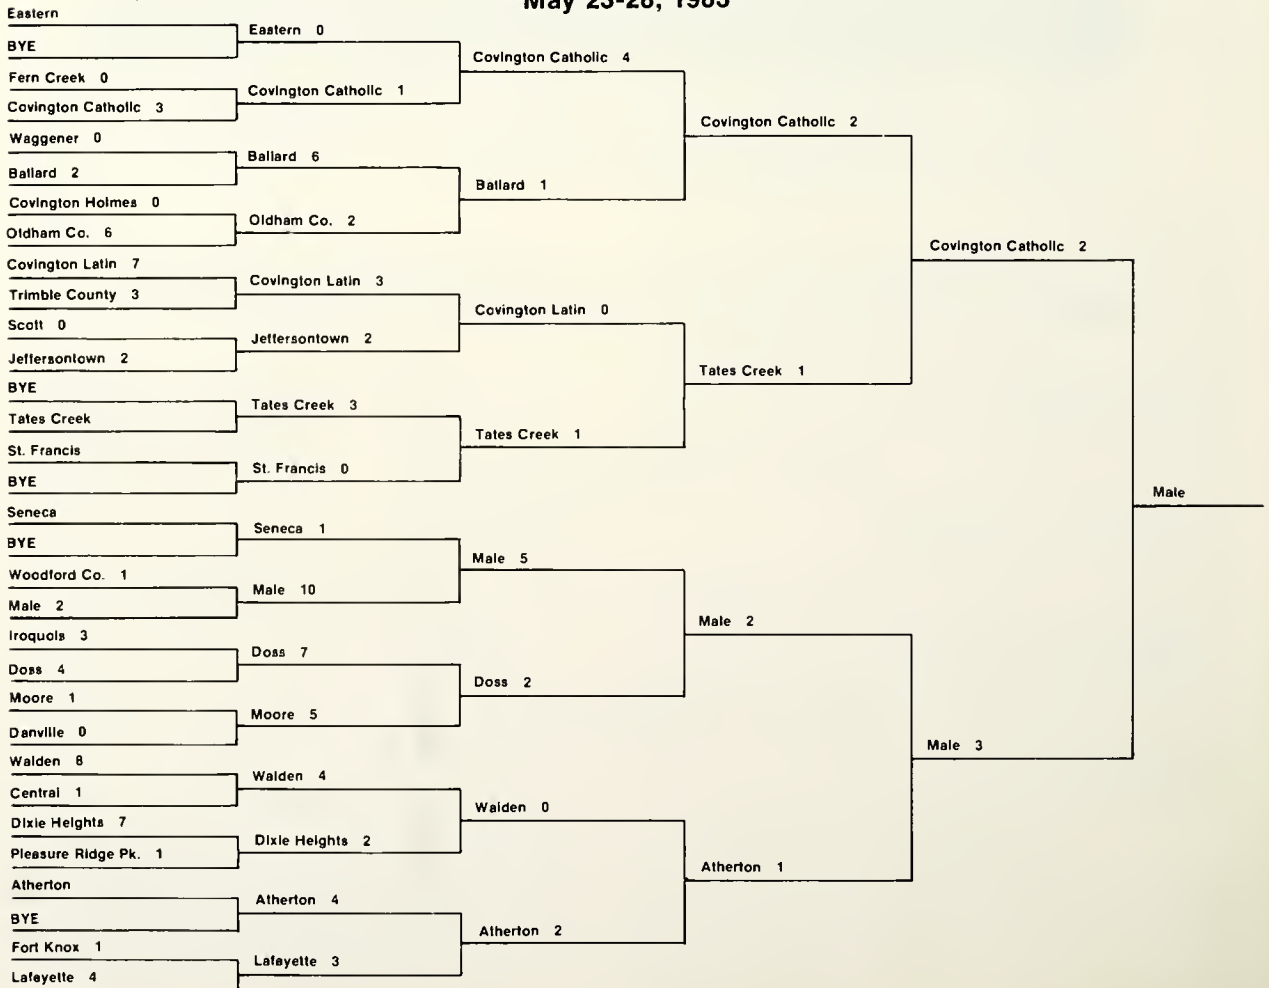 May 23-28, 1983
Eastern
BYE
Fern Creek 0
Covington Catholic 3
Waggener 0
Ballard 2
Covington Holmes 0
Oldham Co. 6
Covington Latin 7
Trimble County 3
Scott 0
Jeffersontown 2
BYE
Tates Creek
St. Francis
BYE
Seneca
BYE
Woodford Co. 1
Male 2
Iroquois 3
Doss 4
Moore 1
Danville 0
Walden 8
Central 1
Dixie Heights 7
Pleasure Ridge Pk. 1
Atherton
BYE
Fort Knox 1
Lafayette 4
Eastern 0
Covington Catholic 1
Ballard 6
Oldham Co. 2
Covington Latin 3
Jeffersontown 2
Tates Creek 3
St. Francis 0
Seneca 1
Male 10
Doss 7
Moore 5
Walden 4
Dixie Heights 2
Atherton 4
Lafayette 3
Covington Catholic 4
Ballard 1
Covington Latin 0
Tates Creek 1
Male 5
Doss 2
Walden 0
Atherton 2
Covington Catholic 2
Tates Creek 1
Male 2
Atherton 1
Covington Catholic 2
Male 3
Male